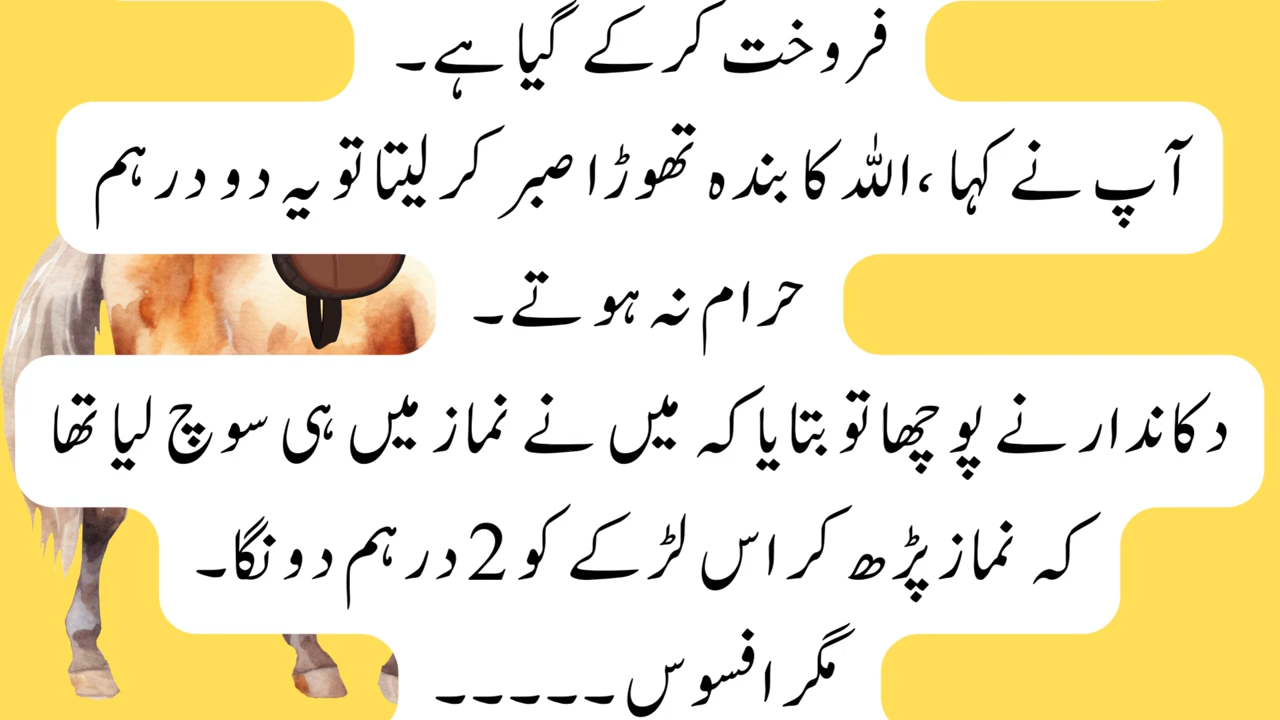 فروخت کرکے گیا ہے۔
آپ نے کہا ،اللہ کا بندہ تھوڑا صبر کر لیتا تو یہ دو درہم
حرام نہ ہوتے۔
دکاندار نے پوچھا تو بتایا کہ میں نے نماز میں ہی سوچ لیا تھا
کہ نماز پڑھ کر اس لڑکے کو 2 درہم دونگا۔
مگر افسوس ۔۔۔۔۔